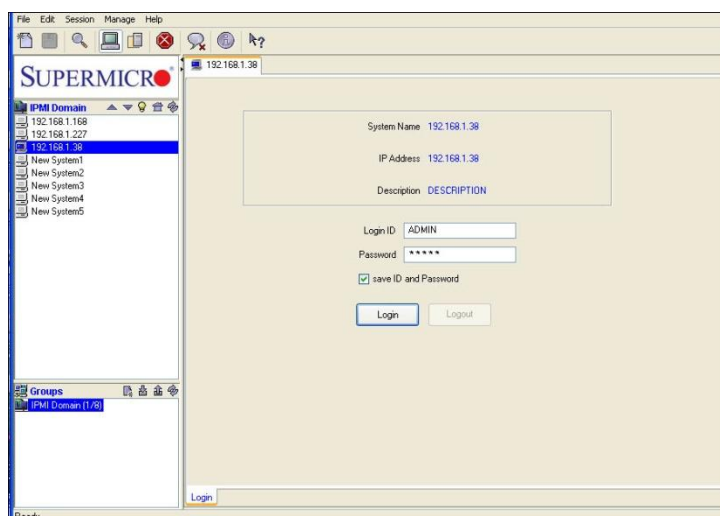 File Edit Session Manage Help
SUPERMICRO
192.168.1.38
IPMI Domain
192.168.1.168
192.168.1.227
192.168.1.38
New System1
New System2
New System3
New System4
New System5
System Name 192.168.1.38
IP Address 192.168.1.38
Description DESCRIPTION
Login ID ADMIN
Password *****
save ID and Password
Login Logout
Groups
IPMI Domain (1/8)
Login
Ready